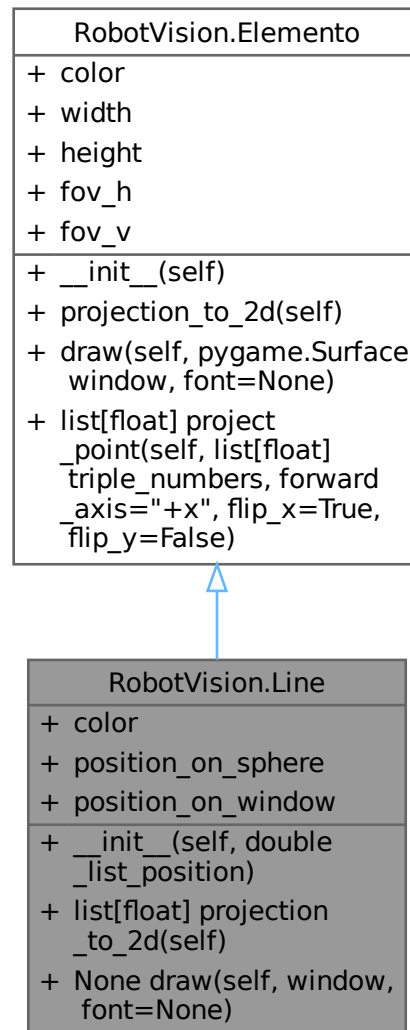 RobotVision.Elemento
+ color
+ width
+ height
+ fov_h
+ fov_v
+ __init__(self)
+ projection_to_2d(self)
+ draw(self, pygame.Surface
window, font=None)
+ list[float] project
_point(self, list[float]
triple_numbers, forward
_axis="+x", flip_x=True,
flip_y=False)
RobotVision.Line
+ color
+ position_on_sphere
+ position_on_window
+ __init__(self, double
_list_position)
+ list[float] projection
_to_2d(self)
+ None draw(self, window,
font=None)